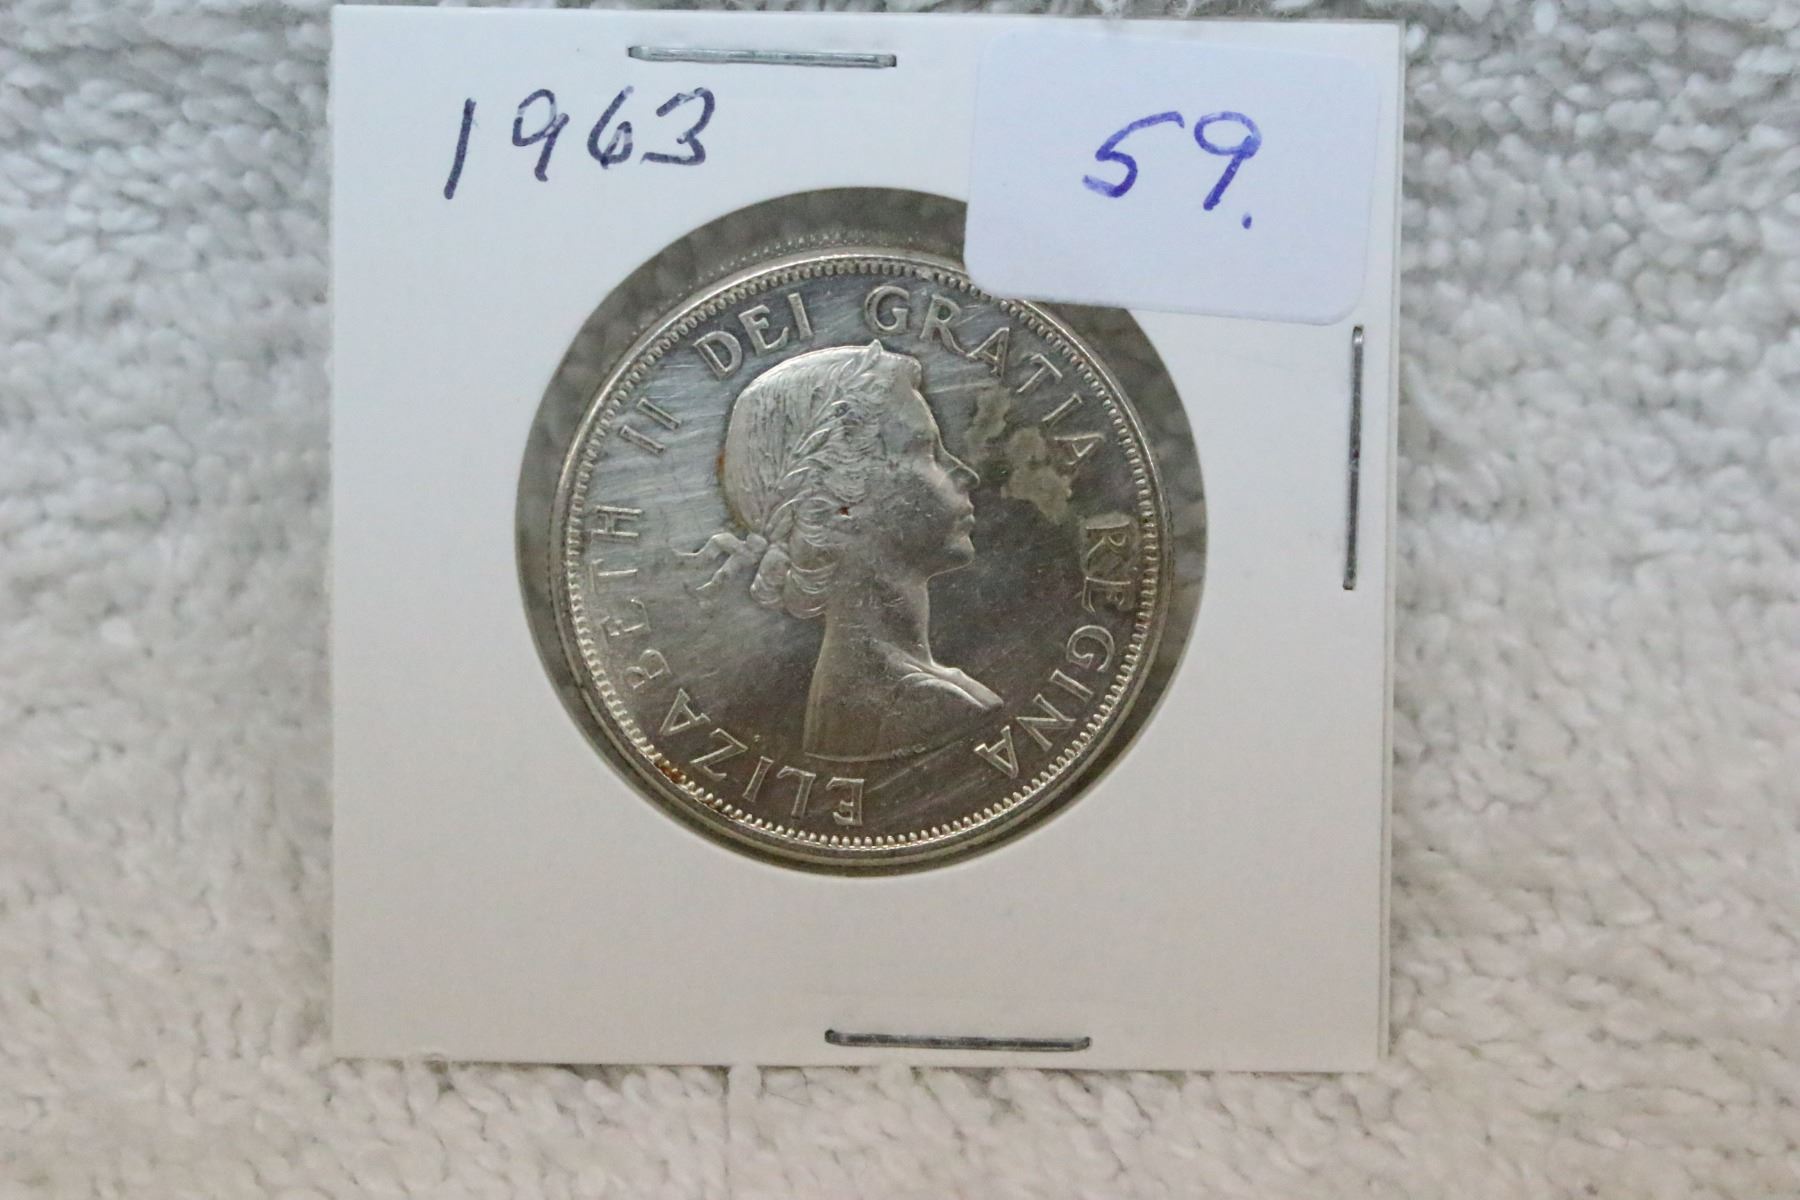 1963
59.
ELIZABETH II DEI GRATIA REGINA